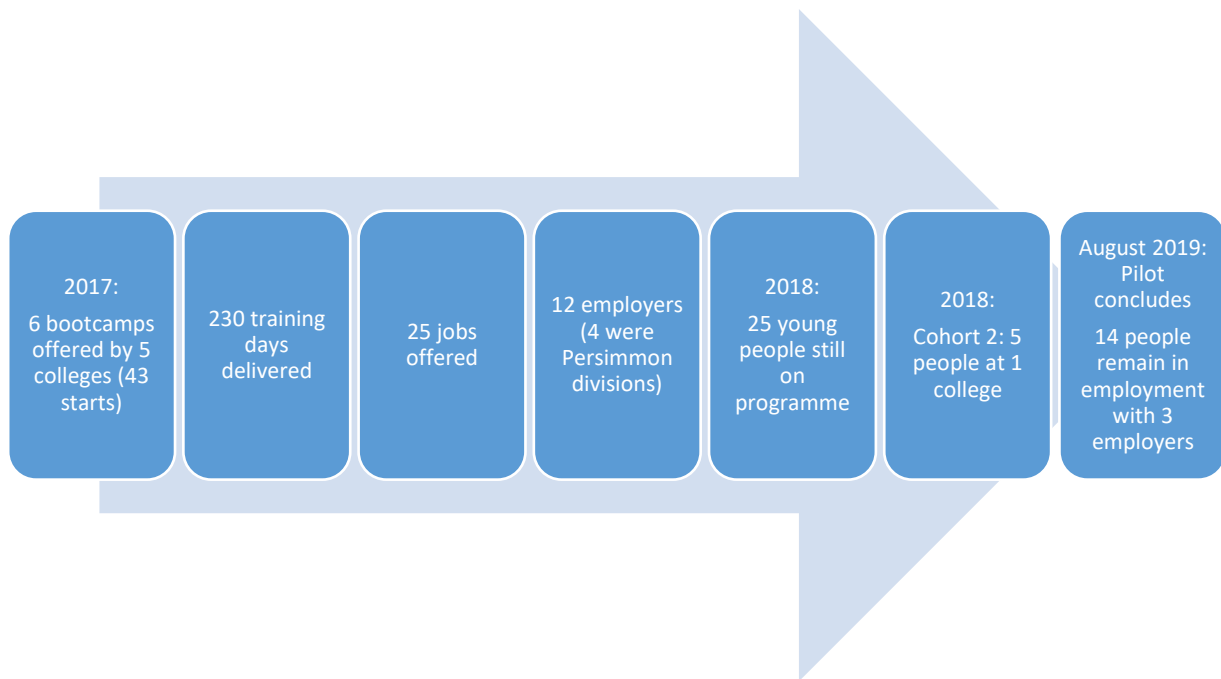 2017:
6 bootcamps
offered by 5
colleges (43
starts)
230 training
days
delivered
25 jobs
offered
12 employers
(4 were
Persimmon
divisions)
2018:
25 young
people still
on
programme
2018:
Cohort 2: 5
people at 1
college
August 2019:
Pilot
concludes
14 people
remain in
employment
with 3
employers